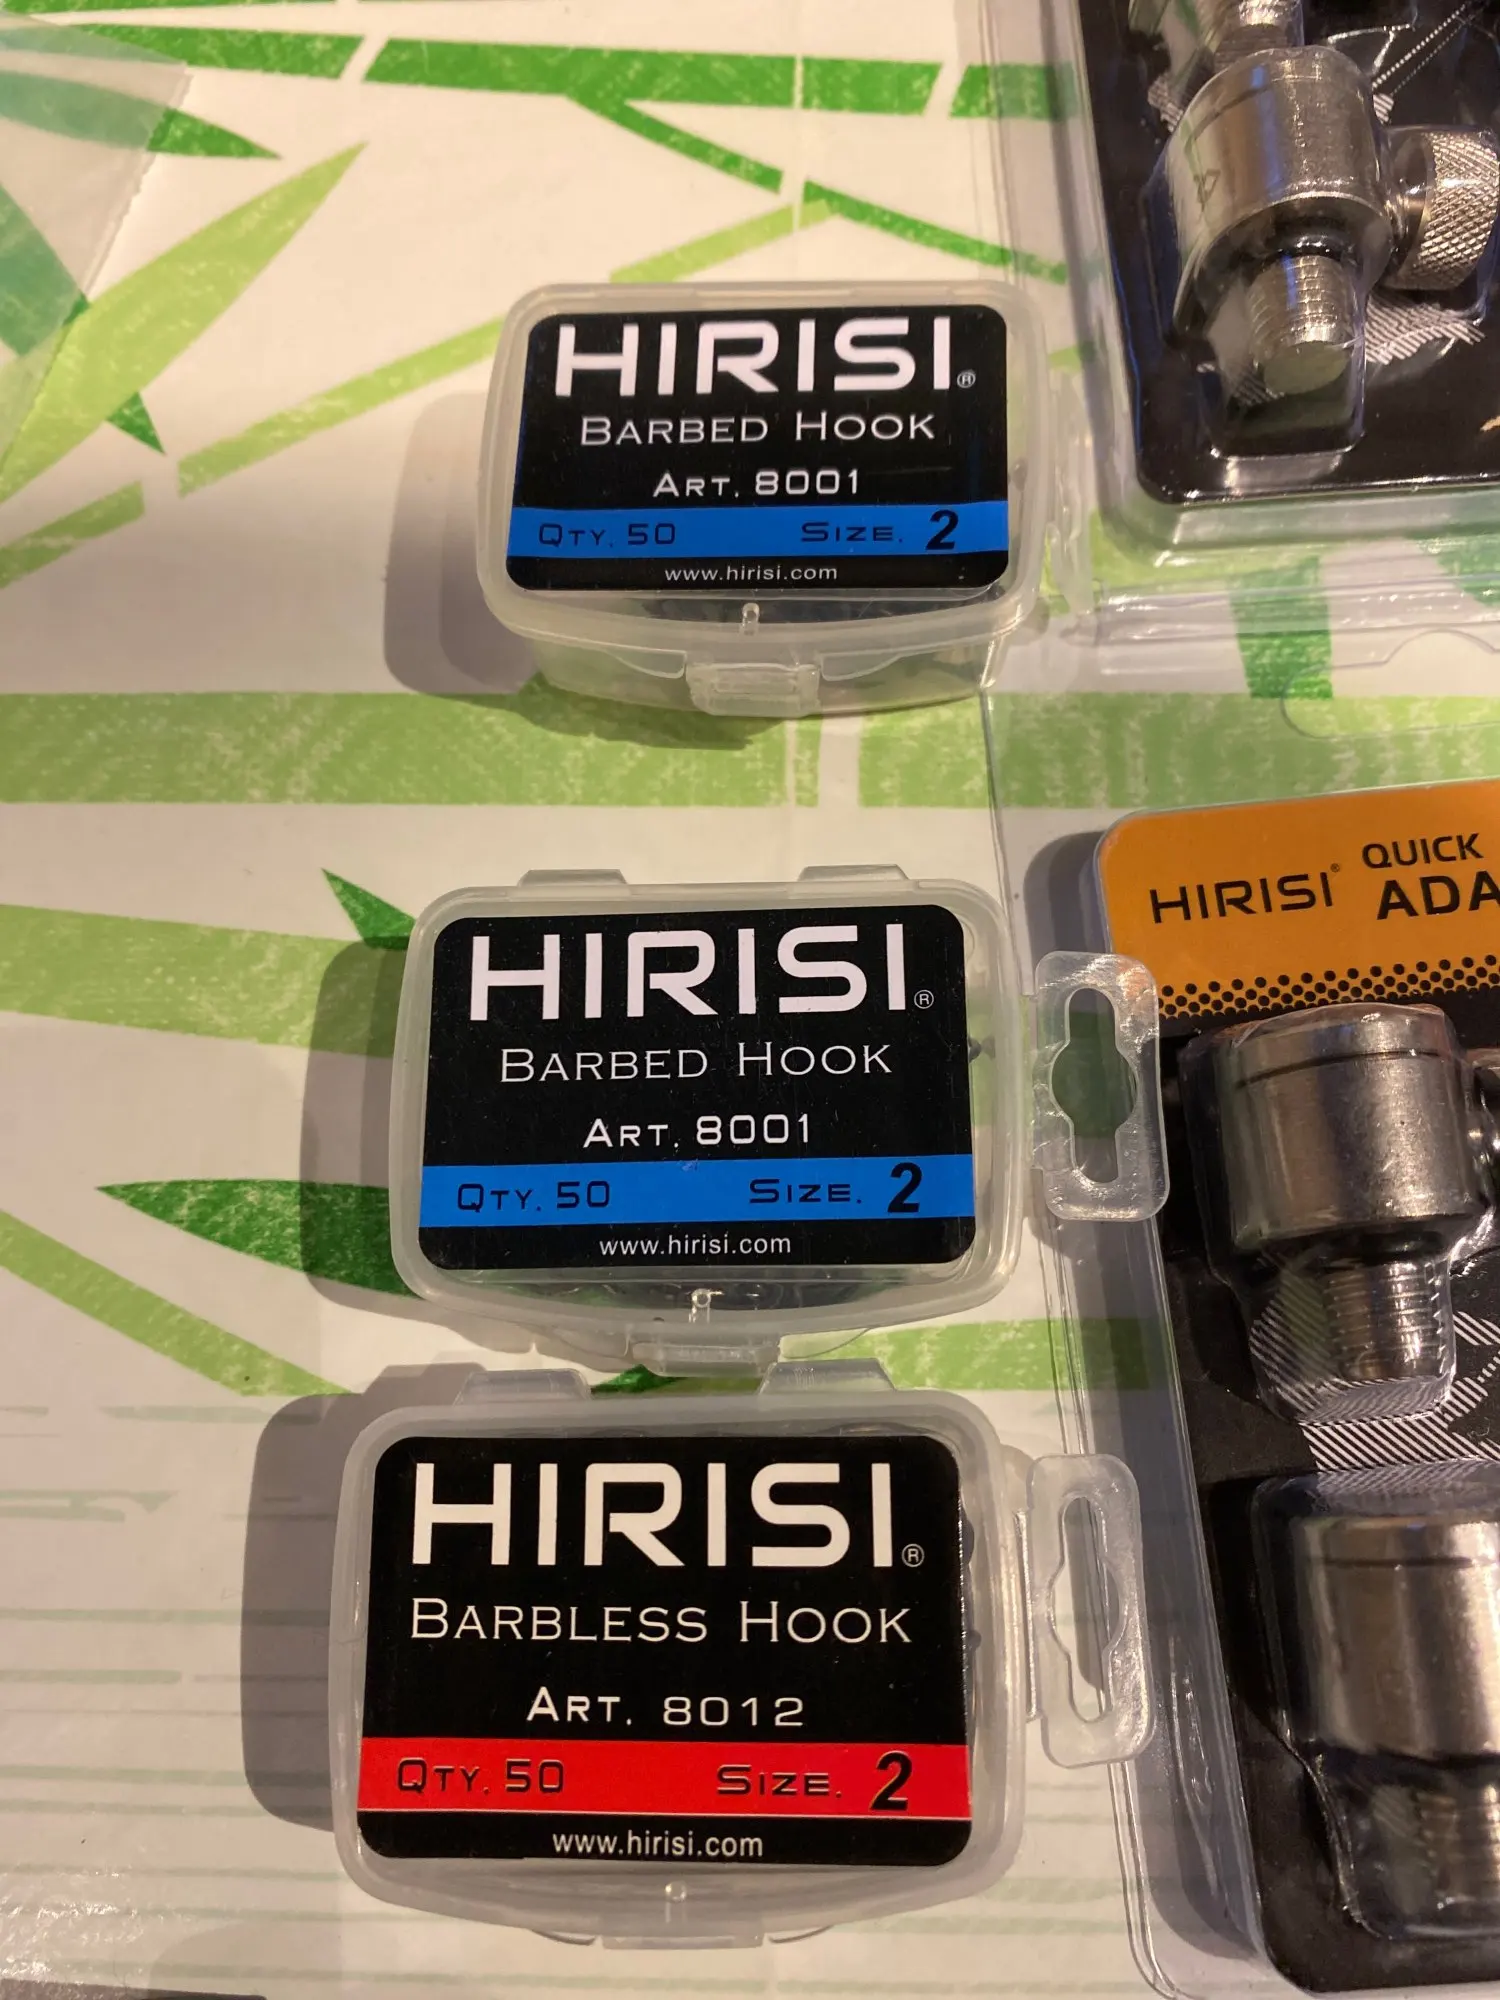 HIRISI®
BARBED HOOK
ART. 8001
QTY. 50 SIZE. 2
www.hirisi.com
HIRISI®
BARBED HOOK
ART. 8001
QTY. 50 SIZE. 2
www.hirisi.com
HIRISI® QUICK
HIRISI®
BARBLESS HOOK
ART. 8012
QTY. 50 SIZE. 2
www.hirisi.com